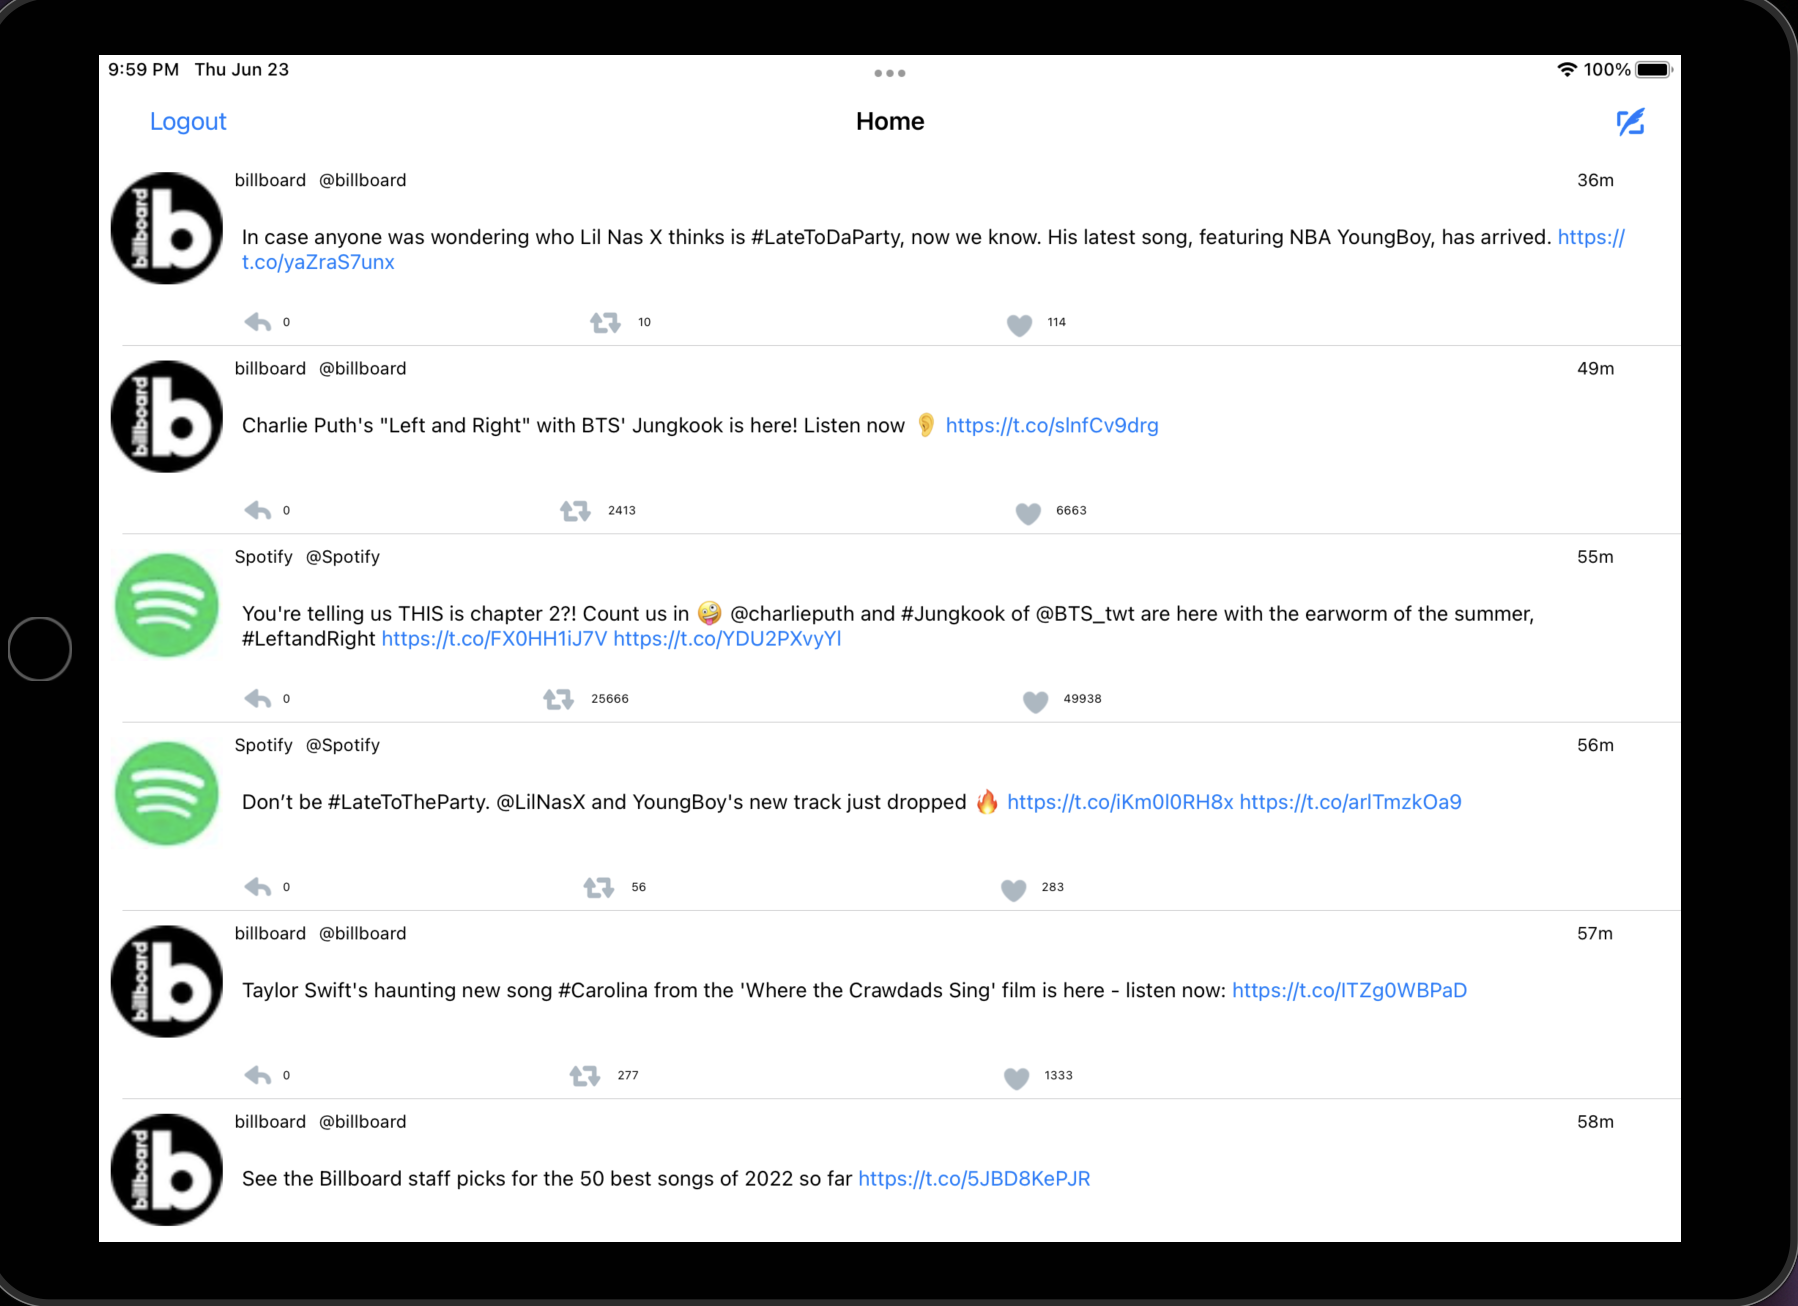 9:59 PM Thu Jun 23
100%
Logout
Home
billboard
billboard @billboard 36m
In case anyone was wondering who Lil Nas X thinks is #LateToDaParty, now we know. His latest song, featuring NBA YoungBoy, has arrived. https://
t.co/yaZraS7unx
0 10 114
billboard
billboard @billboard 49m
Charlie Puth's "Left and Right" with BTS' Jungkook is here! Listen now 👂 https://t.co/slnfCv9drg
0 2413 6663
Spotify @Spotify 55m
You're telling us THIS is chapter 2?! Count us in 🤪 @charlieputh and #Jungkook of @BTS_twt are here with the earworm of the summer,
#LeftandRight https://t.co/FX0HH1iJ7V https://t.co/YDU2PXvyYl
0 25666 49938
Spotify @Spotify 56m
Don’t be #LateToTheParty. @LilNasX and YoungBoy's new track just dropped 🔥 https://t.co/iKm0l0RH8x https://t.co/arlTmzkOa9
0 56 283
billboard
billboard @billboard 57m
Taylor Swift's haunting new song #Carolina from the 'Where the Crawdads Sing' film is here - listen now: https://t.co/lTZg0WBPaD
0 277 1333
billboard
billboard @billboard 58m
See the Billboard staff picks for the 50 best songs of 2022 so far https://t.co/5JBD8KePJR